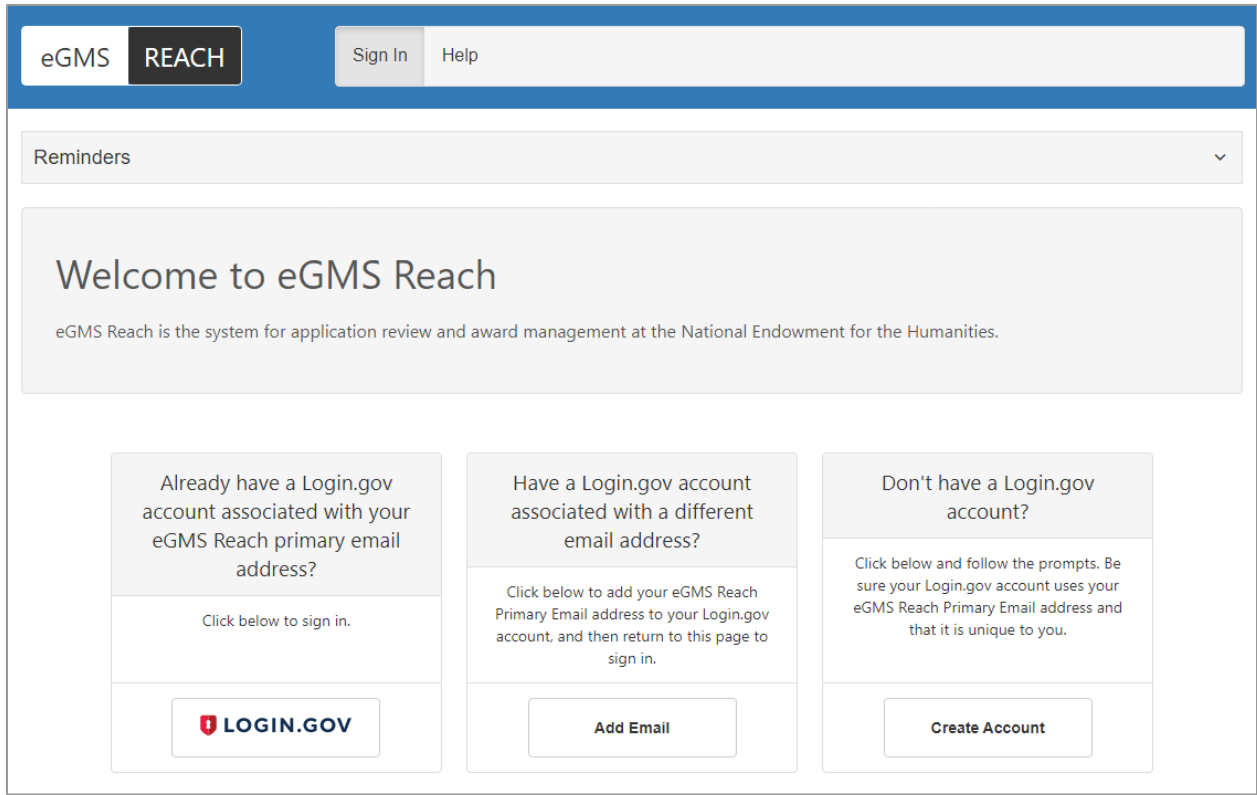 eGMS REACH
Sign In Help
Reminders
Welcome to eGMS Reach
eGMS Reach is the system for application review and award management at the National Endowment for the Humanities.
Already have a Login.gov
account associated with your
eGMS Reach primary email
address?
Click below to sign in.
LOGIN.GOV
Have a Login.gov account
associated with a different
email address?
Click below to add your eGMS Reach
Primary Email address to your Login.gov
account, and then return to this page to
sign in.
Add Email
Don't have a Login.gov
account?
Click below and follow the prompts. Be
sure your Login.gov account uses your
eGMS Reach Primary Email address and
that it is unique to you.
Create Account